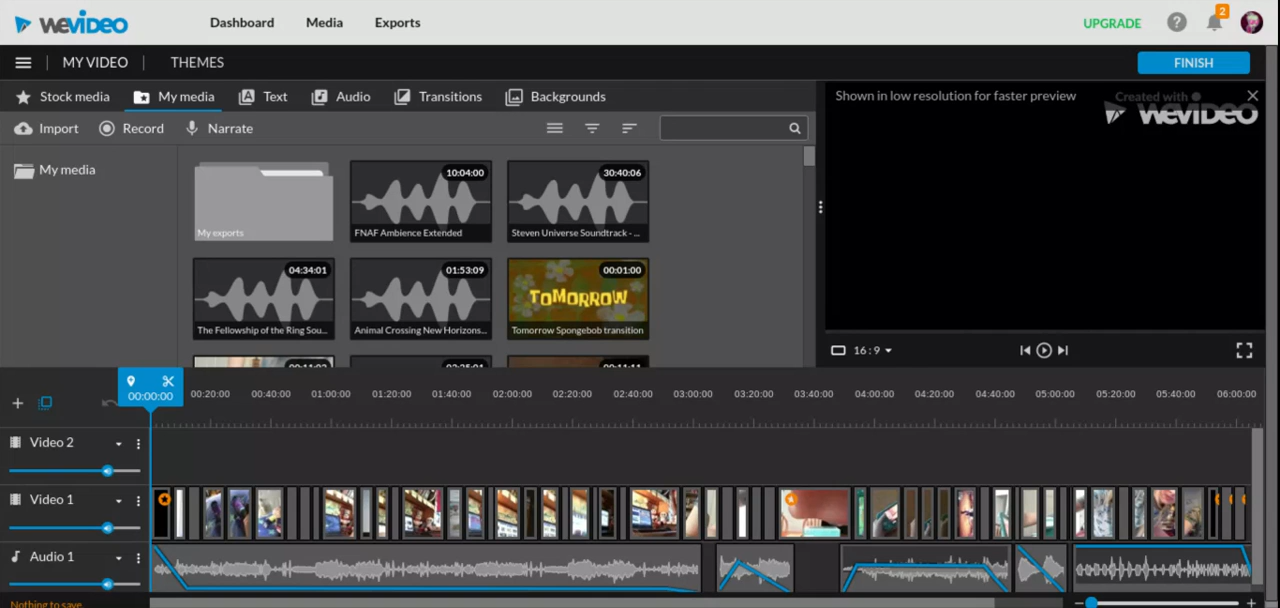 WEVIDEO Dashboard Media Exports UPGRADE ? 2
MY VIDEO THEMES FINISH
Stock media My media Text Audio Transitions Backgrounds
Shown in low resolution for faster preview
Created with
WEVIDEO
Import Record Narrate
My media
My exports
10:04:00
FNAF Ambience Extended
30:40:06
Steven Universe Soundtrack - ...
04:34:01
The Fellowship of the Ring Sou...
01:53:09
Animal Crossing New Horizons...
00:01:00
TOMORROW
Tomorrow Spongebob transition
16:9
00:00:00
00:20:00 00:40:00 01:00:00 01:20:00 01:40:00 02:00:00 02:20:00 02:40:00 03:00:00 03:20:00 03:40:00 04:00:00 04:20:00 04:40:00 05:00:00 05:20:00 05:40:00 06:00:00
Video 2
Video 1
Audio 1
Nothing to save.